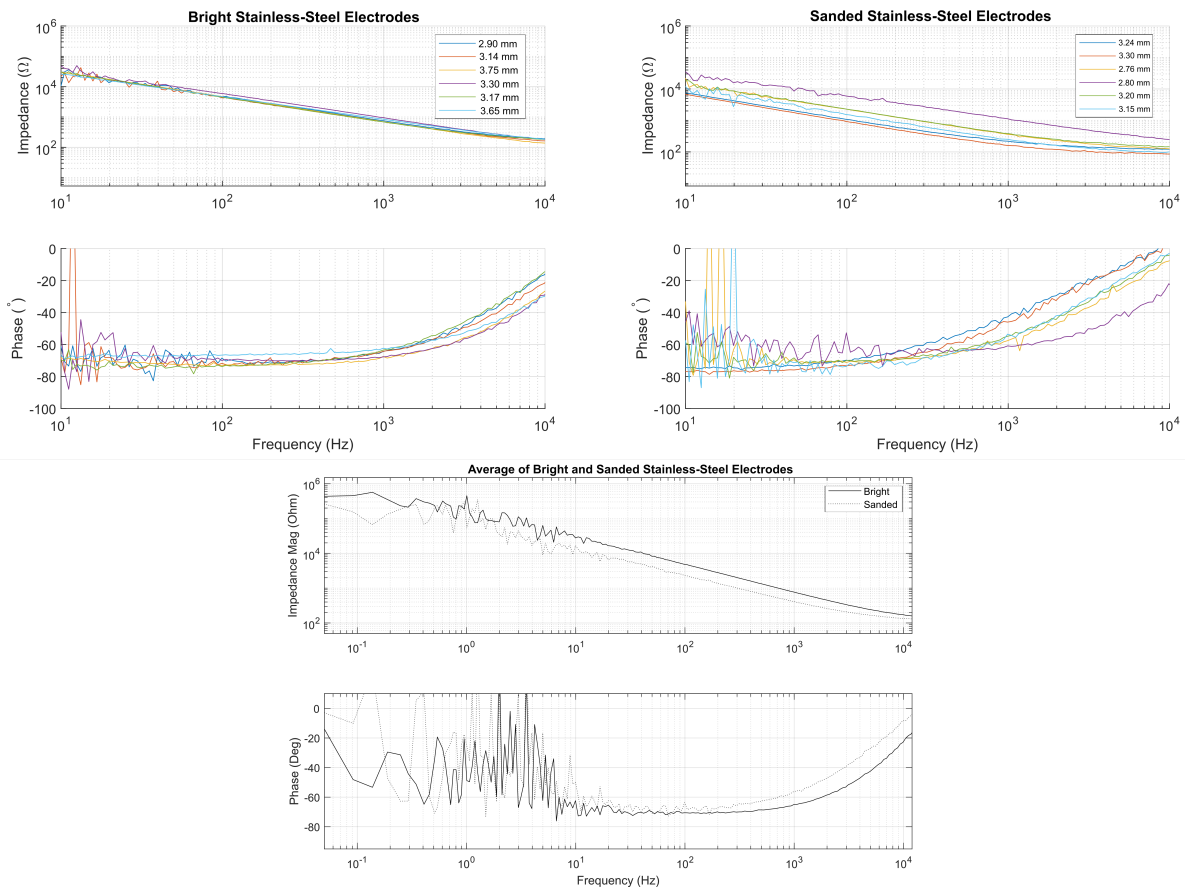 Bright Stainless-Steel Electrodes
10^6
10^4
10^2
Impedance (Ω)
2.90 mm
3.14 mm
3.75 mm
3.30 mm
3.17 mm
3.65 mm
10^1 10^2 10^3 10^4
0
-20
-40
-60
-80
-100
Phase (°)
10^1 10^2 10^3 10^4
Frequency (Hz)
Sanded Stainless-Steel Electrodes
10^6
10^4
10^2
Impedance (Ω)
3.24 mm
3.30 mm
2.76 mm
2.80 mm
3.20 mm
3.15 mm
10^1 10^2 10^3 10^4
0
-20
-40
-60
-80
-100
Phase (°)
10^1 10^2 10^3 10^4
Frequency (Hz)
Average of Bright and Sanded Stainless-Steel Electrodes
10^6
10^4
10^2
Impedance Mag (Ohm)
Bright
Sanded
10^-1 10^0 10^1 10^2 10^3 10^4
0
-20
-40
-60
-80
Phase (Deg)
10^-1 10^0 10^1 10^2 10^3 10^4
Frequency (Hz)